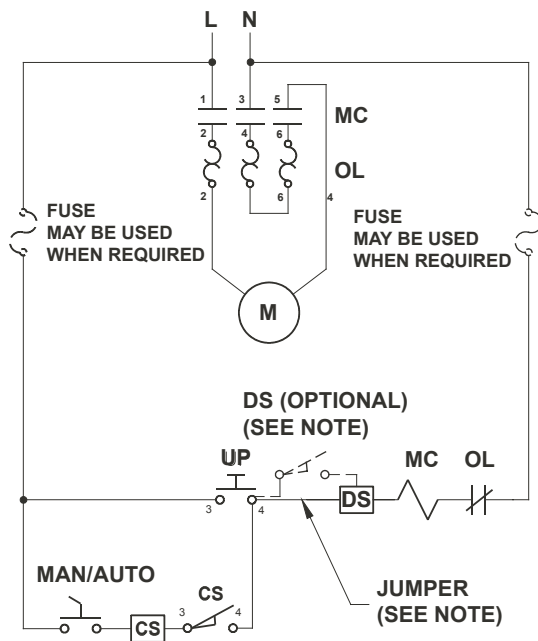 L N
1 3 5
MC
2 4 6
OL
2 6 4
FUSE
MAY BE USED
WHEN REQUIRED
FUSE
MAY BE USED
WHEN REQUIRED
M
DS (OPTIONAL)
(SEE NOTE)
UP
MC OL
3 4
DS
MAN/AUTO
CS
3 4
CS
JUMPER
(SEE NOTE)